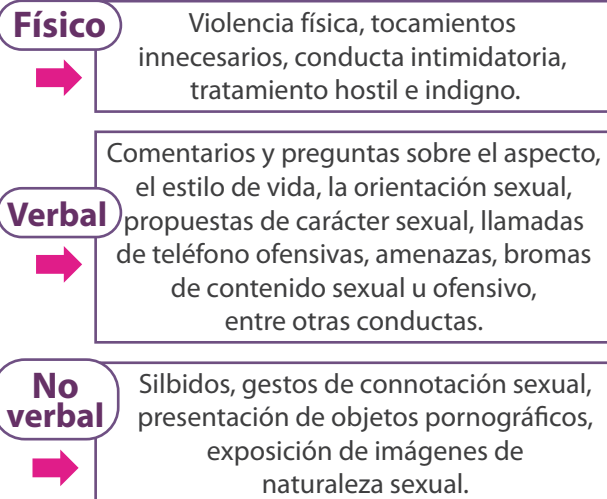 Físico
Violencia física, tocamientos
innecesarios, conducta intimidatoria,
tratamiento hostil e indigno.
Verbal
Comentarios y preguntas sobre el aspecto,
el estilo de vida, la orientación sexual,
propuestas de carácter sexual, llamadas
de teléfono ofensivas, amenazas, bromas
de contenido sexual u ofensivo,
entre otras conductas.
No
verbal
Silbidos, gestos de connotación sexual,
presentación de objetos pornográficos,
exposición de imágenes de
naturaleza sexual.